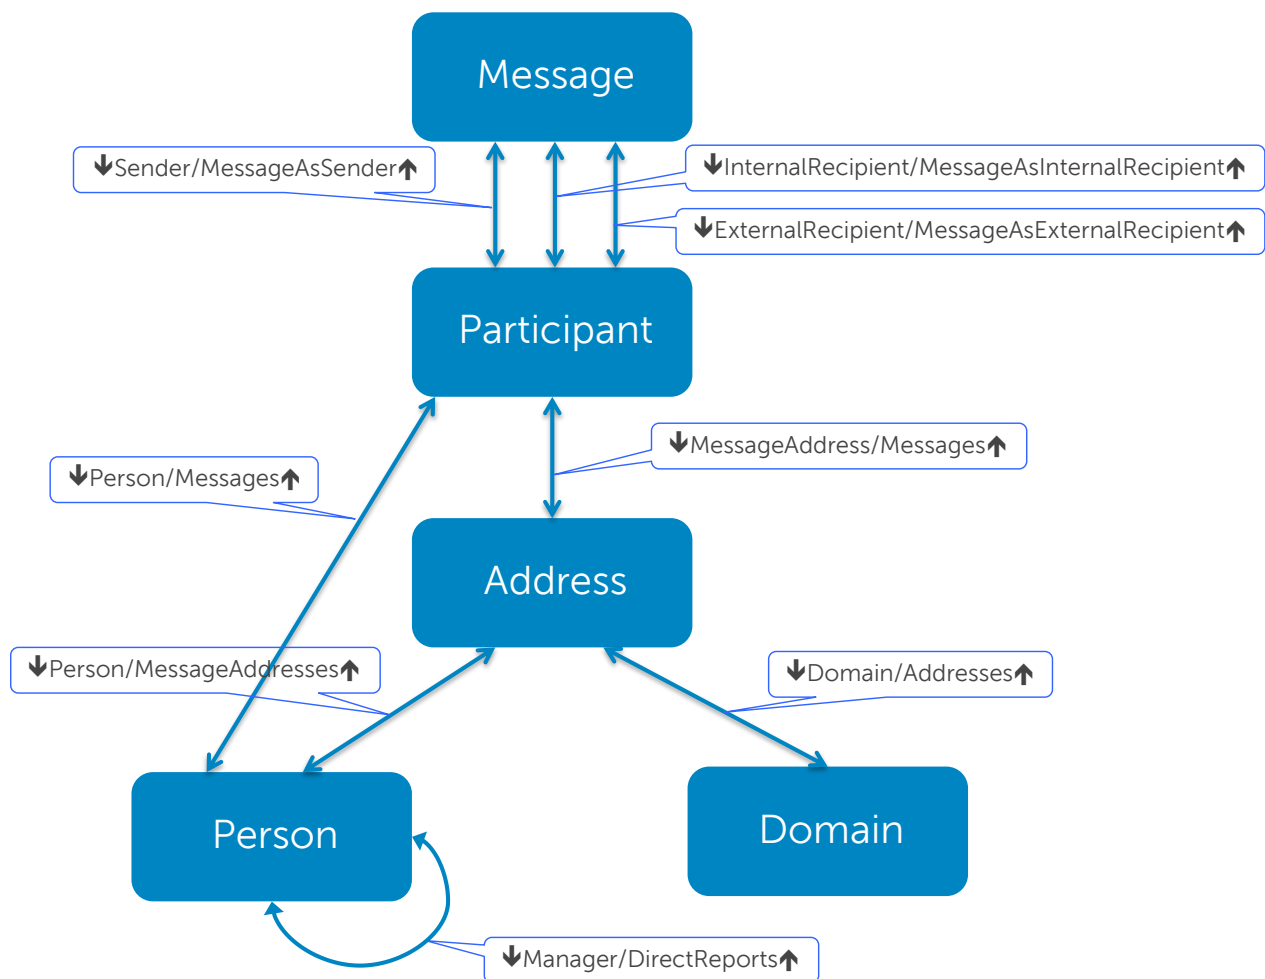 Message
🡻Sender/MessageAsSender🡹
🡻InternalRecipient/MessageAsInternalRecipient🡹
🡻ExternalRecipient/MessageAsExternalRecipient🡹
Participant
🡻MessageAddress/Messages🡹
🡻Person/Messages🡹
Address
🡻Person/MessageAddresses🡹
🡻Domain/Addresses🡹
Person
Domain
🡻Manager/DirectReports🡹